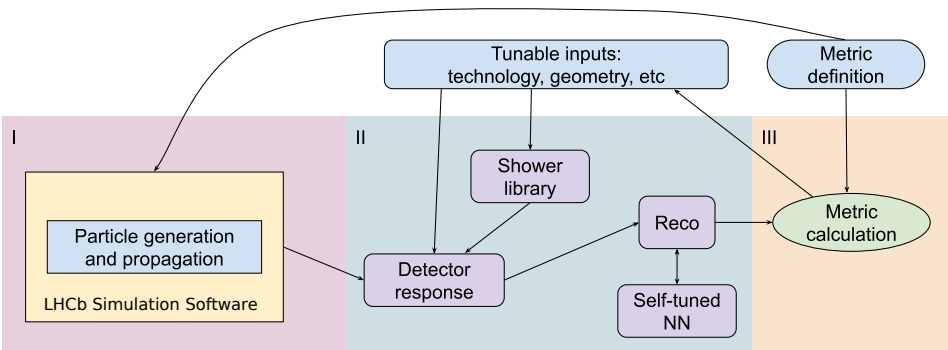 Tunable inputs:
technology, geometry, etc
Metric
definition
I
II
III
Shower
library
Particle generation
and propagation
LHCb Simulation Software
Detector
response
Reco
Self-tuned
NN
Metric
calculation